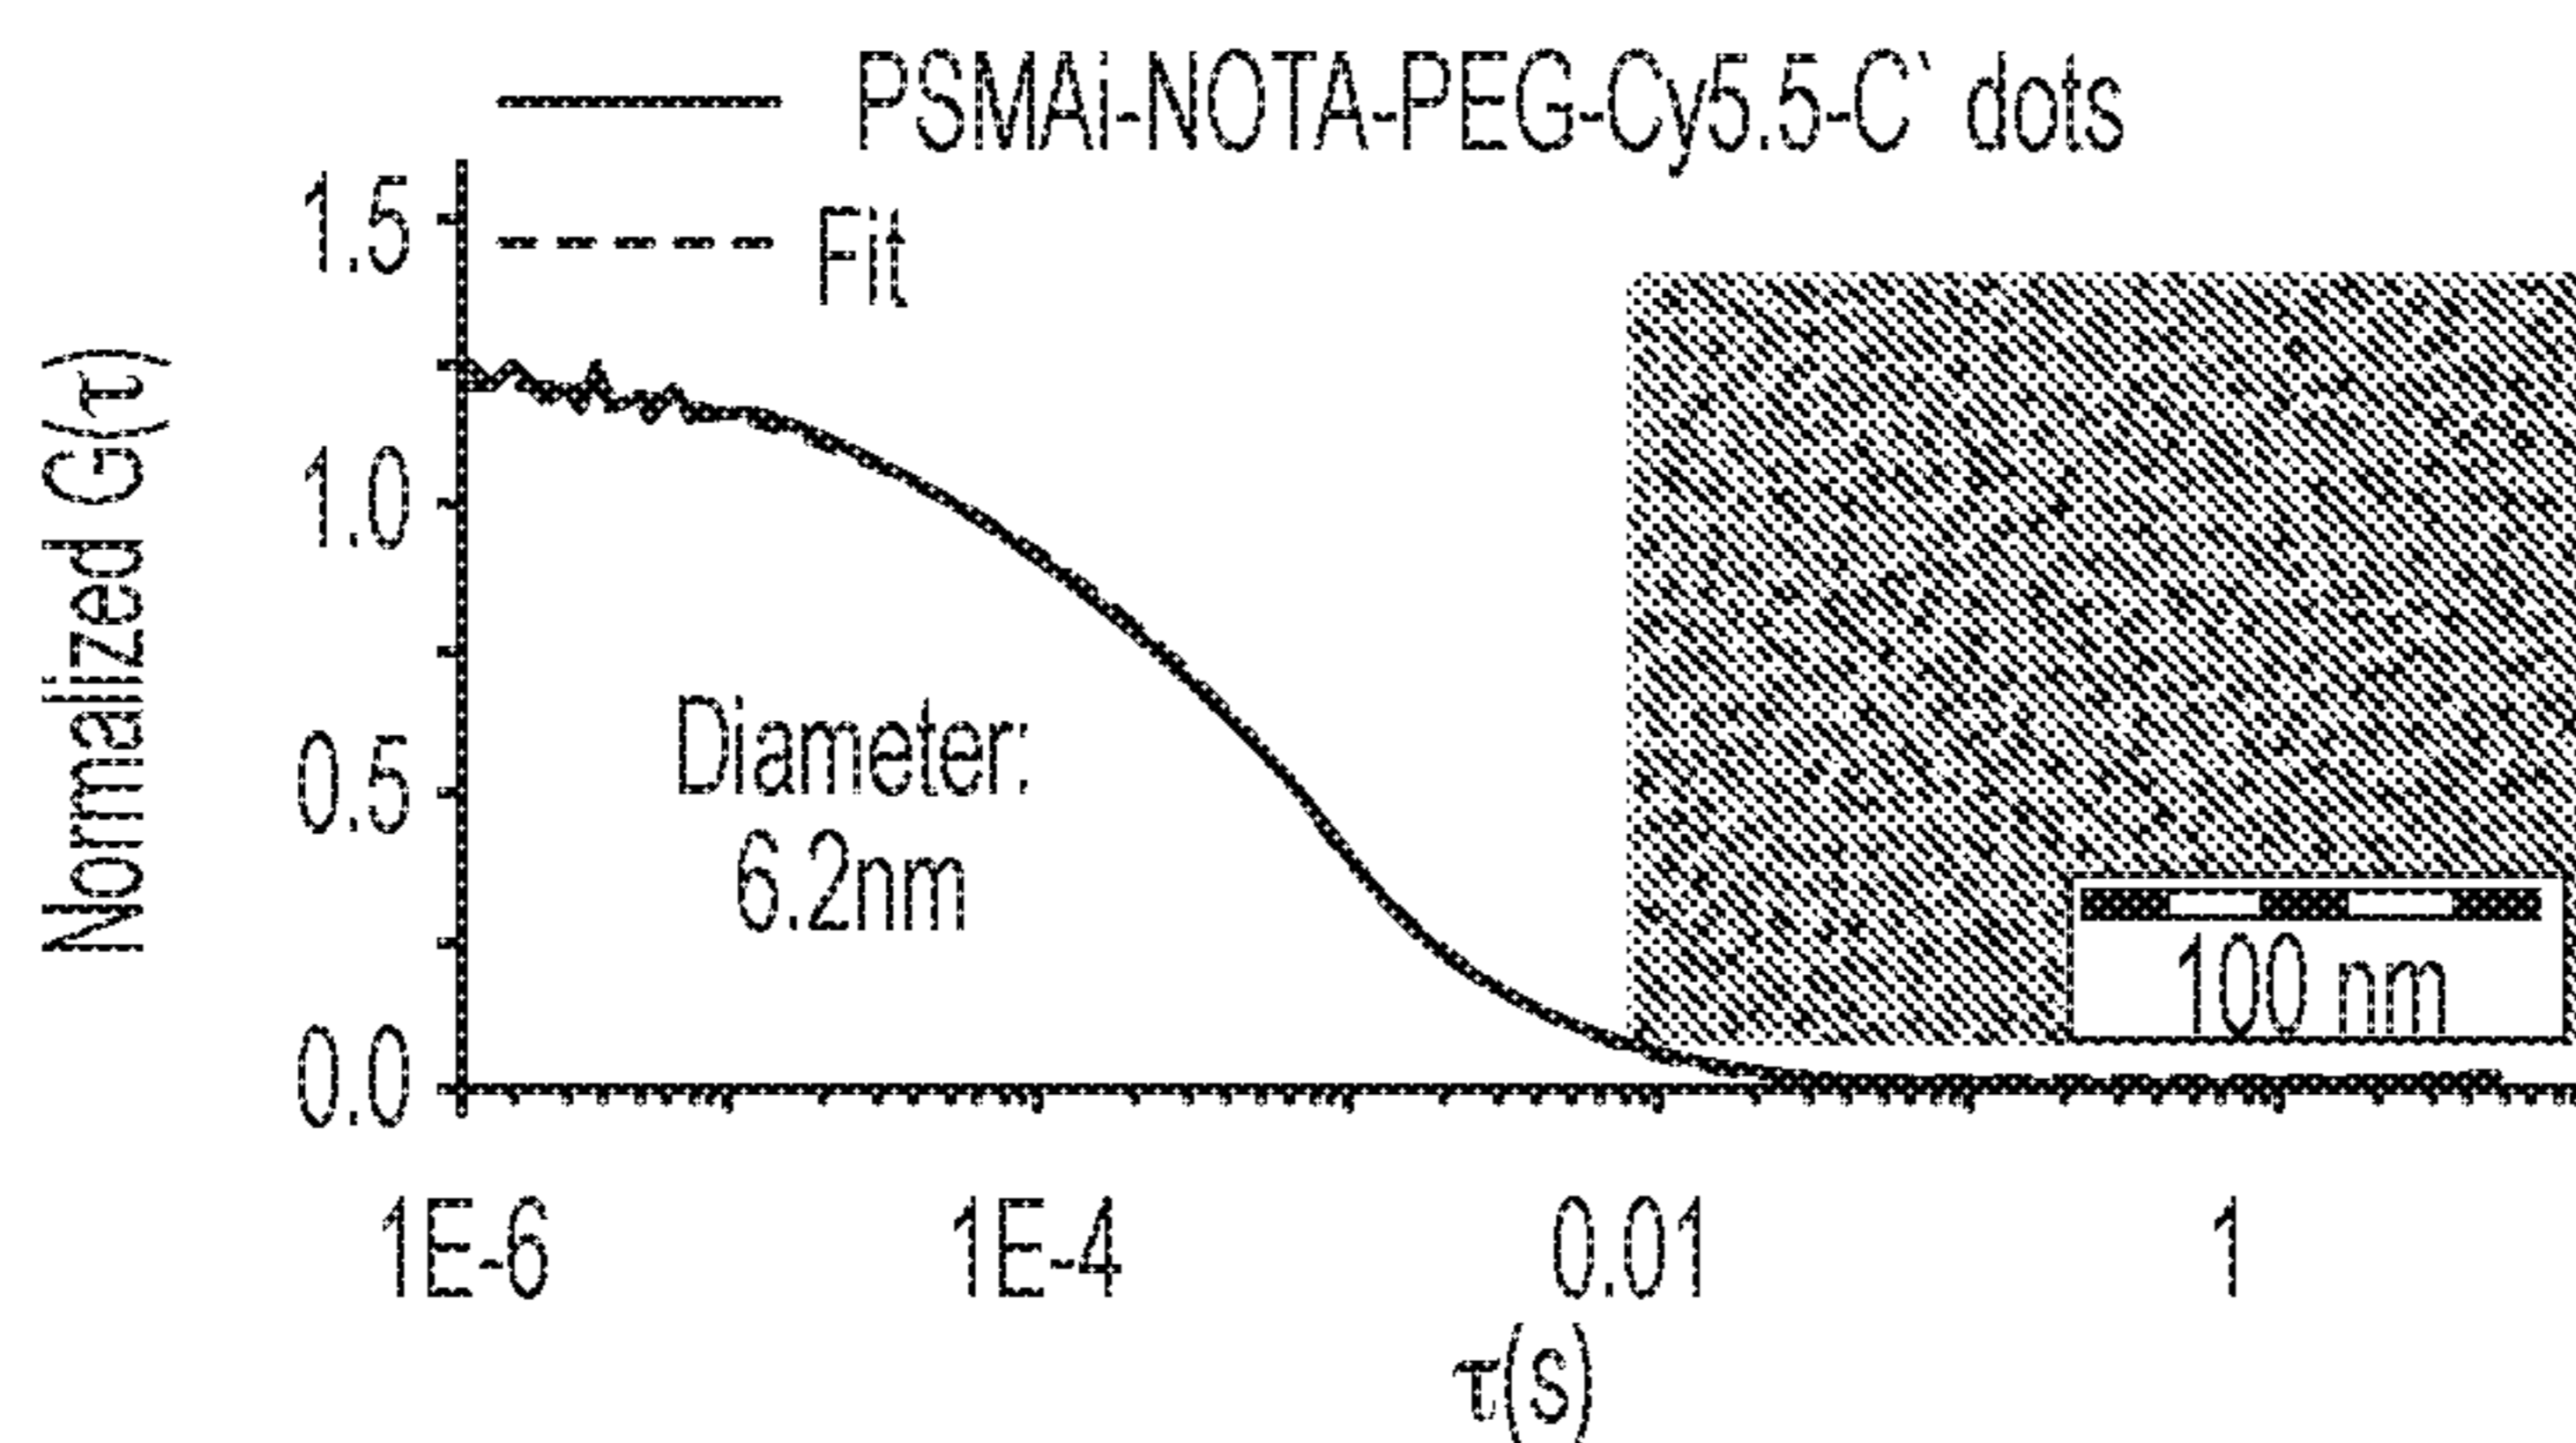 PSMAi-NOTA-PEG-Cy5.5-C` dots
Fit
Normalized G(τ)
1.5
1.0
0.5
0.0
Diameter:
6.2nm
100 nm
1E-6
1E-4
0.01
1
τ(s)